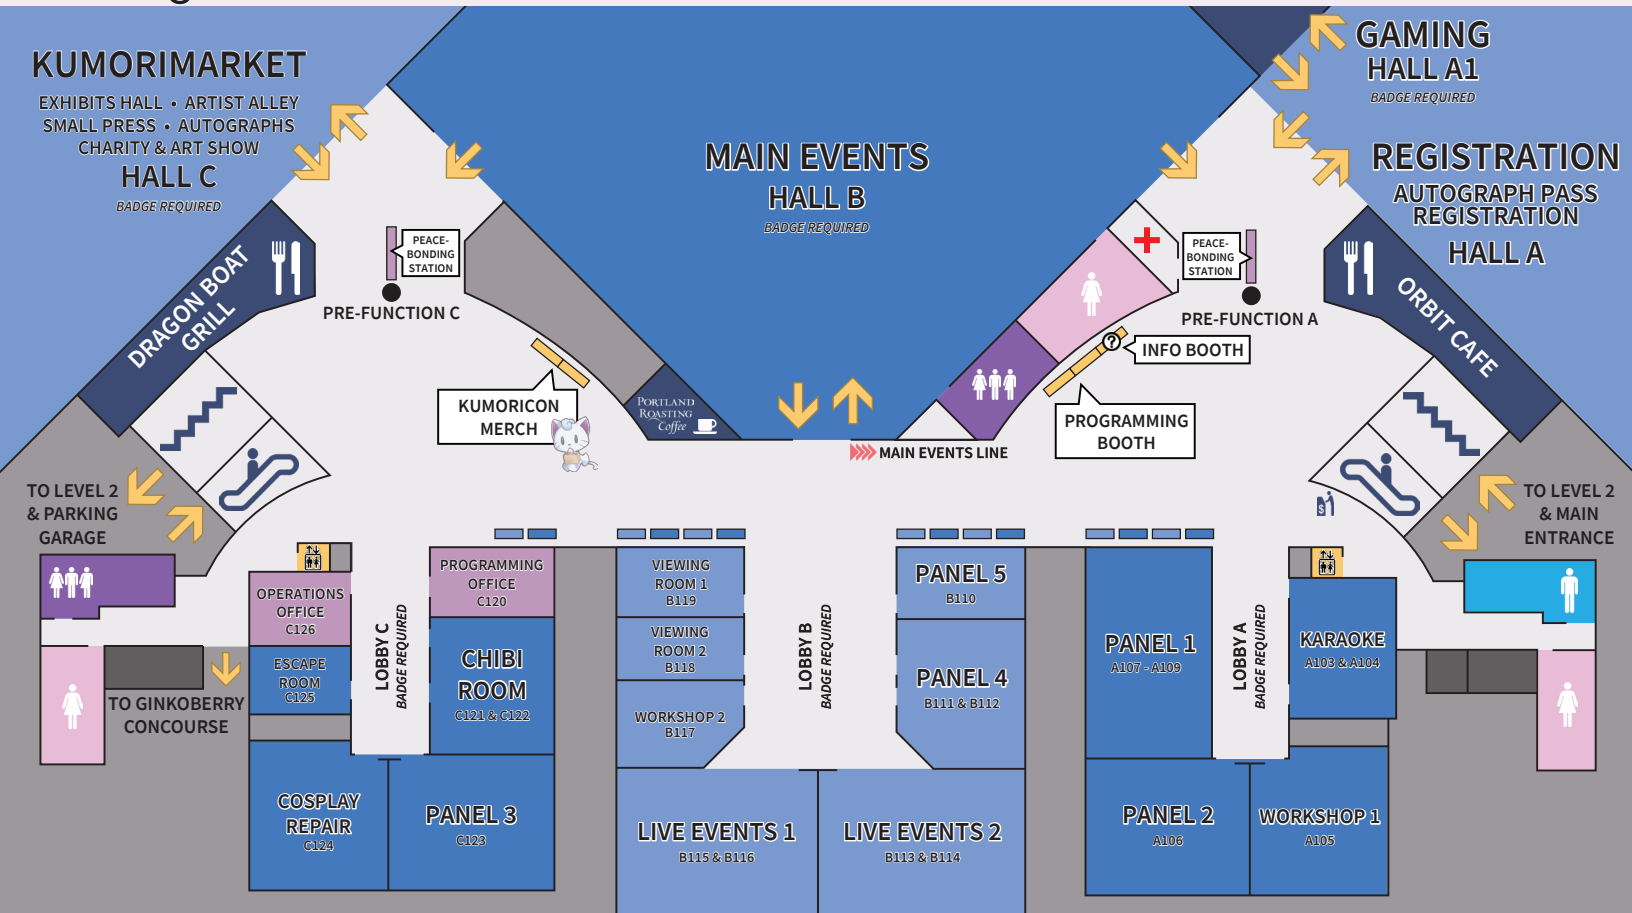 KUMORIMARKET
EXHIBITS HALL • ARTIST ALLEY
SMALL PRESS • AUTOGRAPHS
CHARITY & ART SHOW
HALL C
BADGE REQUIRED
MAIN EVENTS
HALL B
BADGE REQUIRED
GAMING
HALL A1
BADGE REQUIRED
REGISTRATION
AUTOGRAPH PASS
REGISTRATION
HALL A
DRAGON BOAT
GRILL
PEACE-
BONDING
STATION
PRE-FUNCTION C
PEACE-
BONDING
STATION
PRE-FUNCTION A
ORBIT CAFE
INFO BOOTH
?
KUMORICON
MERCH
PORTLAND
ROASTING
Coffee
MAIN EVENTS LINE
PROGRAMMING
BOOTH
TO LEVEL 2
& PARKING
GARAGE
$
TO LEVEL 2
& MAIN
ENTRANCE
OPERATIONS
OFFICE
C126
ESCAPE
ROOM
C125
TO GINKOBERRY
CONCOURSE
LOBBY C
BADGE REQUIRED
PROGRAMMING
OFFICE
C120
CHIBI
ROOM
C121 & C122
COSPLAY
REPAIR
C124
PANEL 3
C123
VIEWING
ROOM 1
B119
VIEWING
ROOM 2
B118
WORKSHOP 2
B117
LOBBY B
BADGE REQUIRED
PANEL 5
B110
PANEL 4
B111 & B112
LIVE EVENTS 1
B115 & B116
LIVE EVENTS 2
B113 & B114
PANEL 1
A107 - A109
LOBBY A
BADGE REQUIRED
KARAOKE
A103 & A104
PANEL 2
A106
WORKSHOP 1
A105